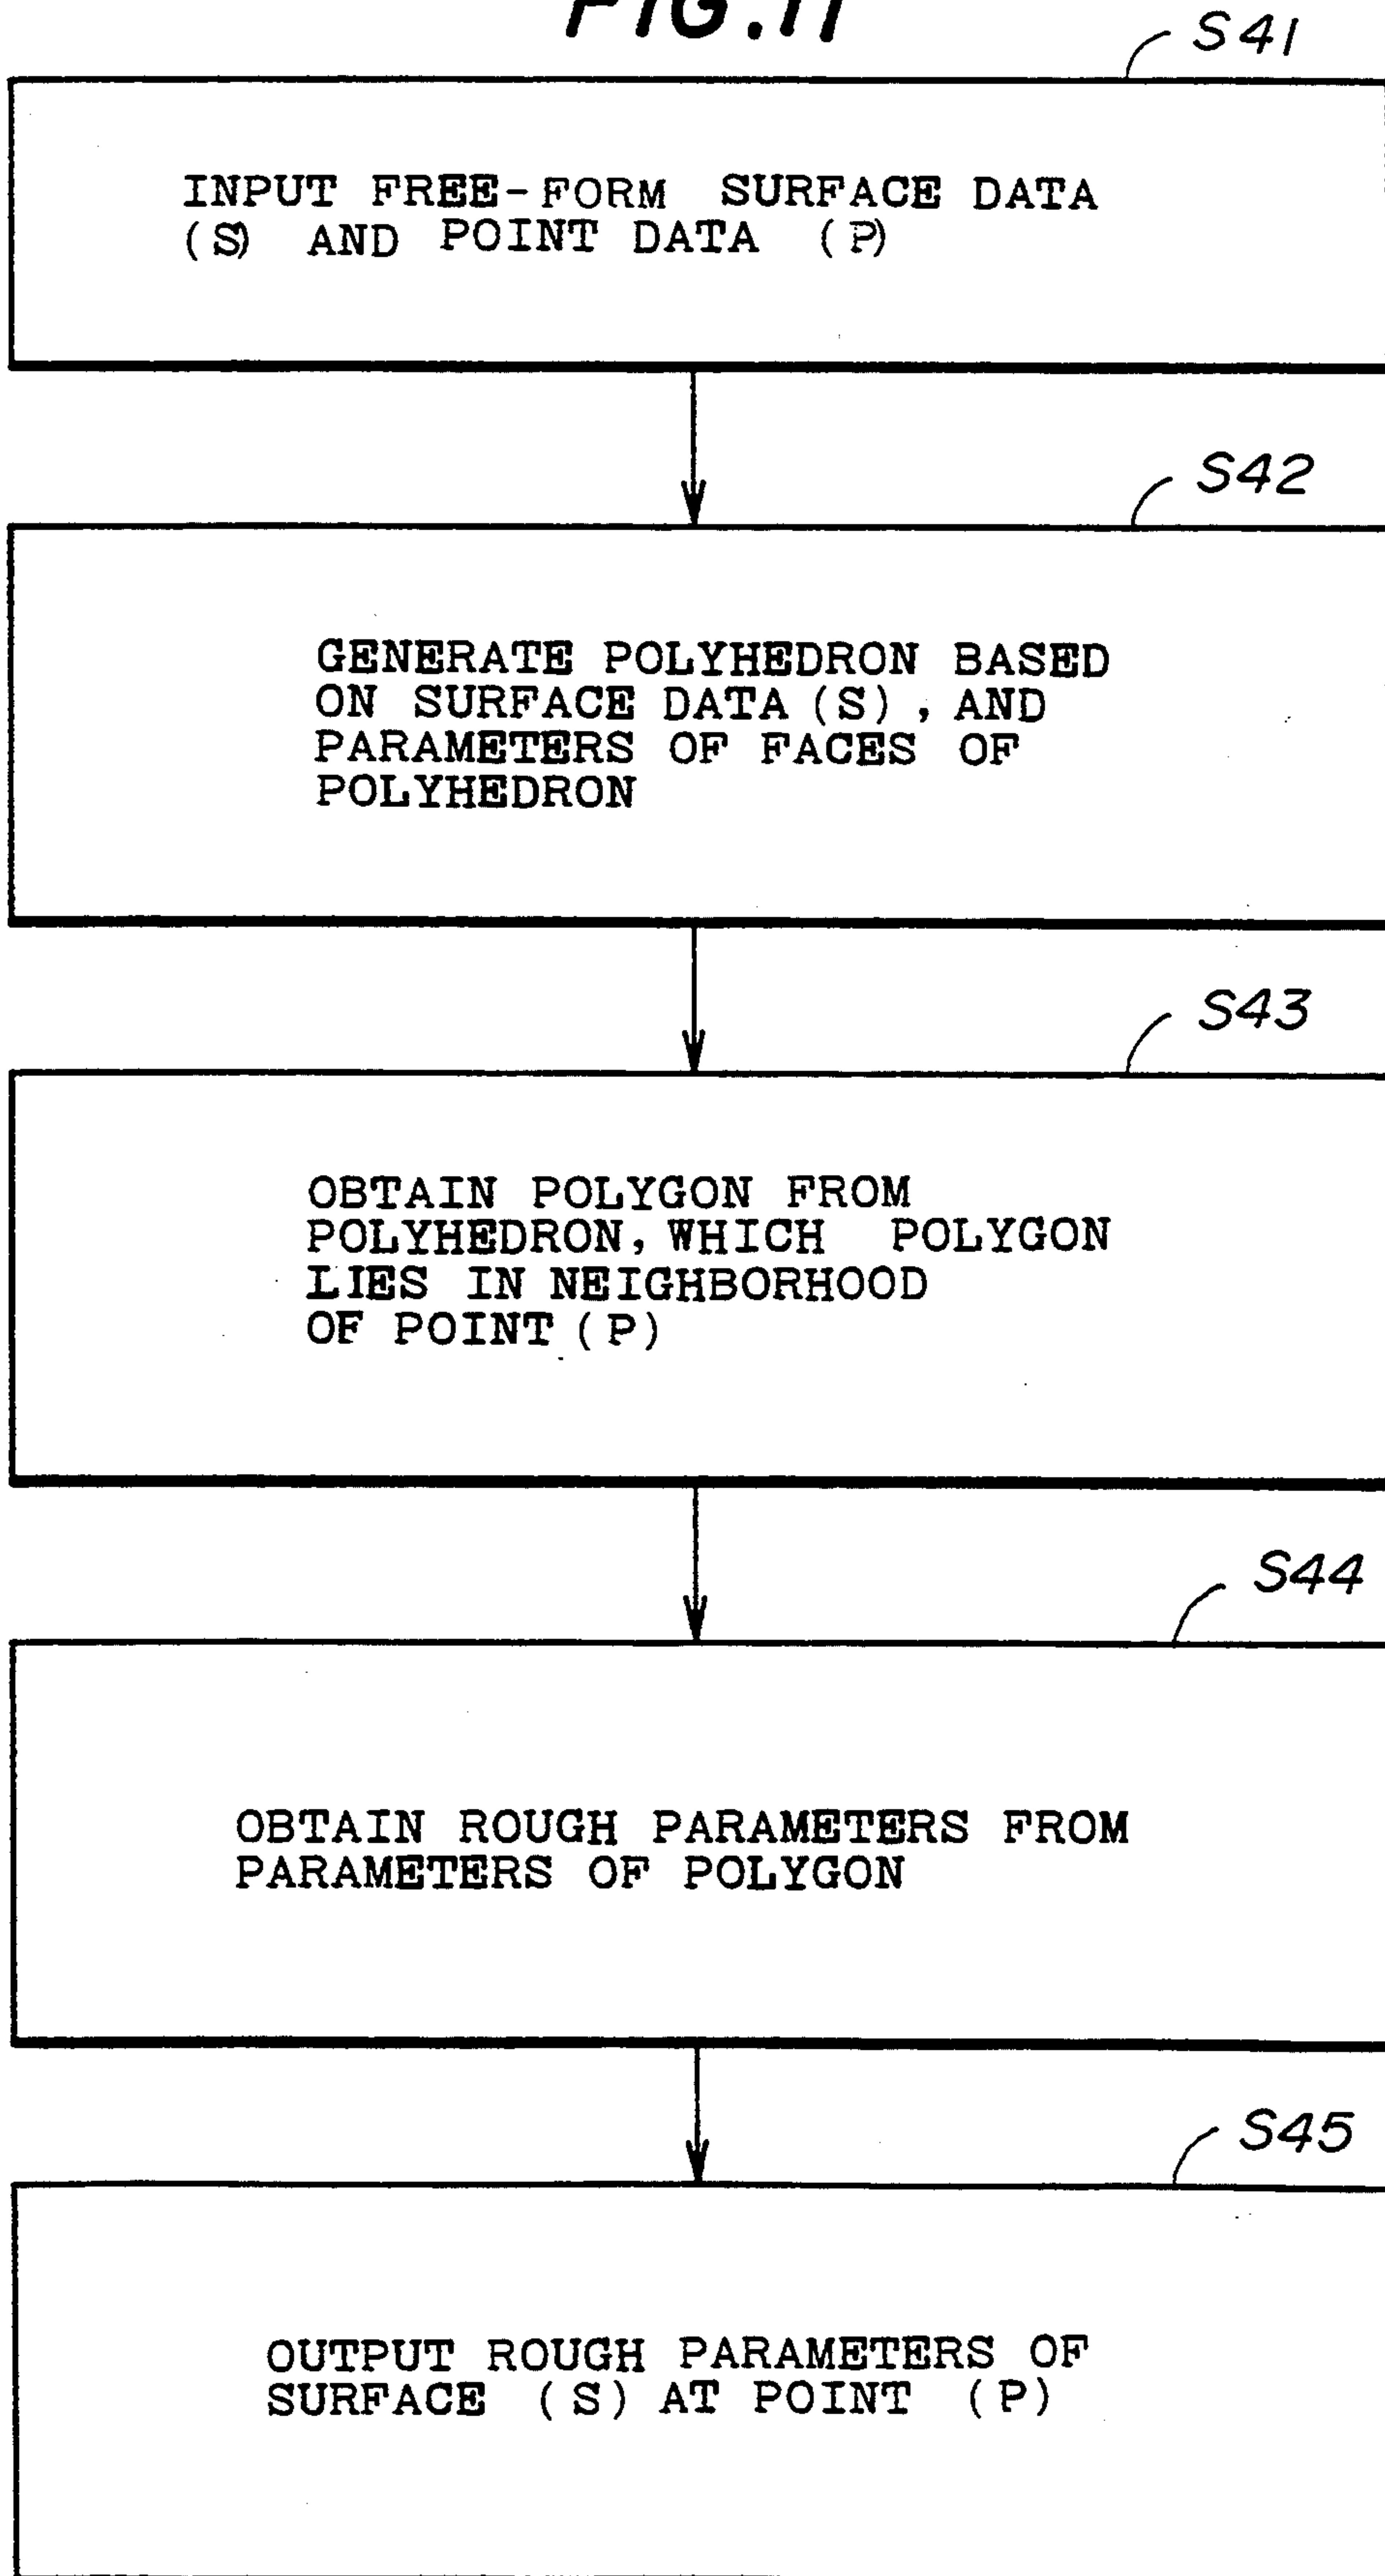 FIG.11
S41
INPUT FREE-FORM SURFACE DATA
(S) AND POINT DATA (P)
S42
GENERATE POLYHEDRON BASED
ON SURFACE DATA (S), AND
PARAMETERS OF FACES OF
POLYHEDRON
S43
OBTAIN POLYGON FROM
POLYHEDRON, WHICH POLYGON
LIES IN NEIGHBORHOOD
OF POINT (P)
S44
OBTAIN ROUGH PARAMETERS FROM
PARAMETERS OF POLYGON
S45
OUTPUT ROUGH PARAMETERS OF
SURFACE (S) AT POINT (P)